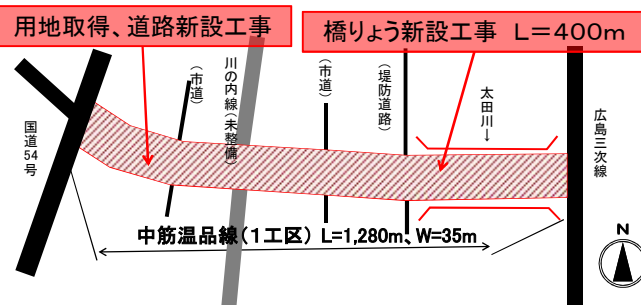 用地取得、道路新設工事
橋りょう新設工事 L＝400m
国道54号
(市道)
川の内線(未整備)
(市道)
(堤防道路)
太田川→
広島三次線
中筋温品線(１工区) L=1,280m、W=35m
N